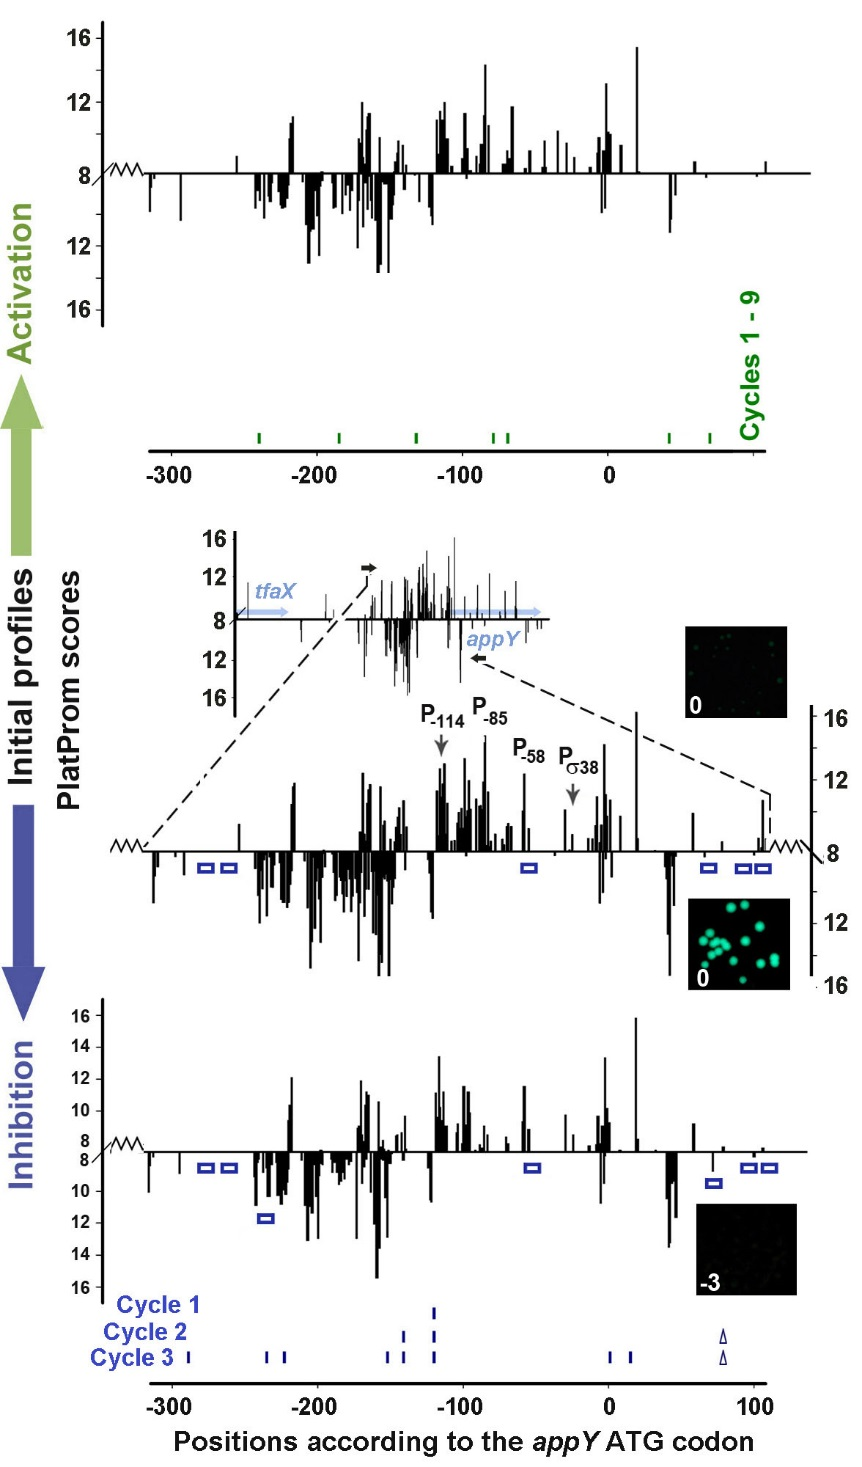 16
12
8
12
16
Activation
Cycles 1 - 9
-300 -200 -100 0
16
12
8
12
16
tfaX
appY
Initial profiles
PlatProm scores
0
P-114 P-85
P-58
Pσ38
16
12
8
12
16
0
Inhibition
16
14
12
10
8
8
10
12
14
16
-3
Cycle 1
Cycle 2
Cycle 3
-300 -200 -100 0 100
Positions according to the appY ATG codon